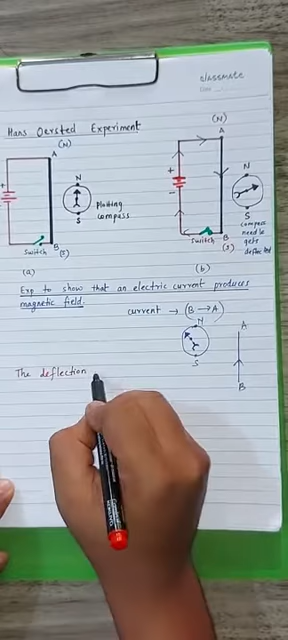 classmate
Hans Oersted Experiment
(N)
A
+
N
S
Plotting
compass
switch
B
(S)
(a)
(N)
A
+
N
S
compass
needle
gets
deflected
switch
B
(S)
(b)
Exp to show that an electric current produces
magnetic field.
current → (B → A)
N
S
A
B
The deflection